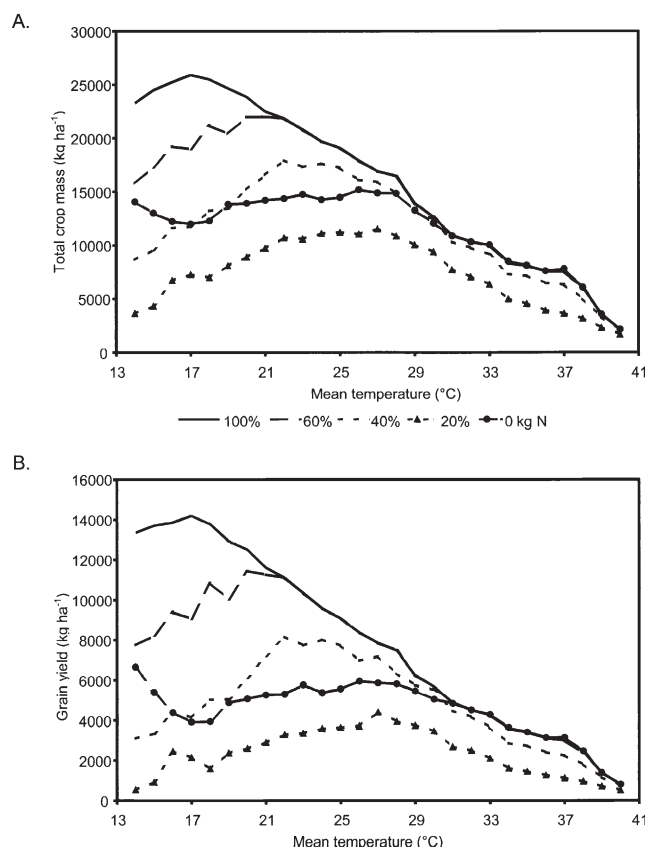 A.
30000
25000
20000
15000
10000
5000
0
Total crop mass (kg ha-1)
13 17 21 25 29 33 37 41
Mean temperature (°C)
100% 60% 40% 20% 0 kg N
B.
16000
14000
12000
10000
8000
6000
4000
2000
0
Grain yield (kg ha-1)
13 17 21 25 29 33 37 41
Mean temperature (°C)